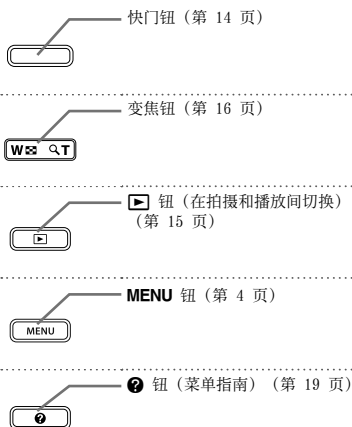 快门钮（第 14 页）
变焦钮（第 16 页）
W T
▶ 钮（在拍摄和播放间切换）
（第 15 页）
MENU 钮（第 4 页）
MENU
? 钮（菜单指南）（第 19 页）
?